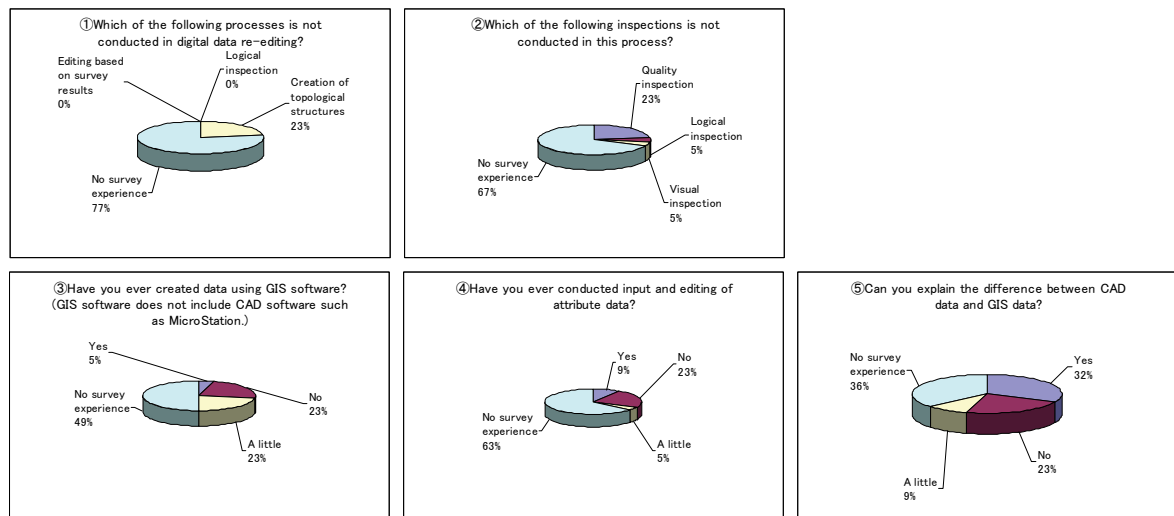 ①Which of the following processes is not
conducted in digital data re-editing?
Editing based
on survey
results
0%
Logical
inspection
0%
Creation of
topological
structures
23%
No survey
experience
77%
②Which of the following inspections is not
conducted in this process?
Quality
inspection
23%
Logical
inspection
5%
Visual
inspection
5%
No survey
experience
67%
③Have you ever created data using GIS software?
(GIS software does not include CAD software such
as MicroStation.)
Yes
5%
No
23%
A little
23%
No survey
experience
49%
④Have you ever conducted input and editing of
attribute data?
Yes
9%
No
23%
A little
5%
No survey
experience
63%
⑤Can you explain the difference between CAD
data and GIS data?
Yes
32%
No
23%
A little
9%
No survey
experience
36%